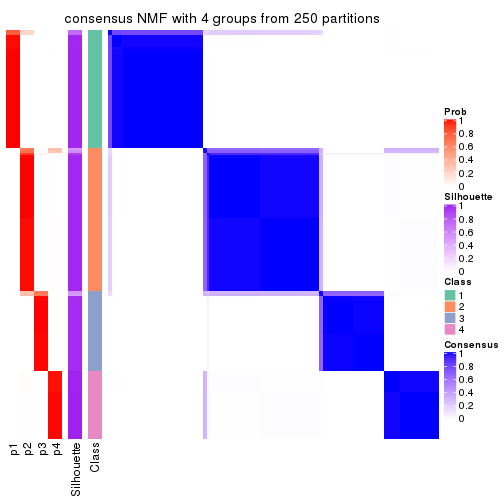 consensus NMF with 4 groups from 250 partitions
Prob
1
0.8
0.6
0.4
0.2
0
Silhouette
1
0.8
0.6
0.4
0.2
0
Class
1
2
3
4
Consensus
1
0.8
0.6
0.4
0.2
0
p1
p2
p3
p4
Silhouette
Class